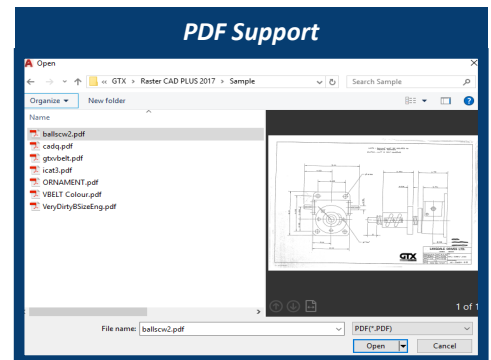 PDF Support
Open
« GTX > Raster CAD PLUS 2017 > Sample
Search Sample
Organize
New folder
Name
ballscw2.pdf
cadq.pdf
gtxvbelt.pdf
icat3.pdf
ORNAMENT.pdf
VBELT Colour.pdf
VeryDirtyBSizeEng.pdf
GTX
1 of 1
File name: ballscw2.pdf
PDF(*.PDF)
Open
Cancel